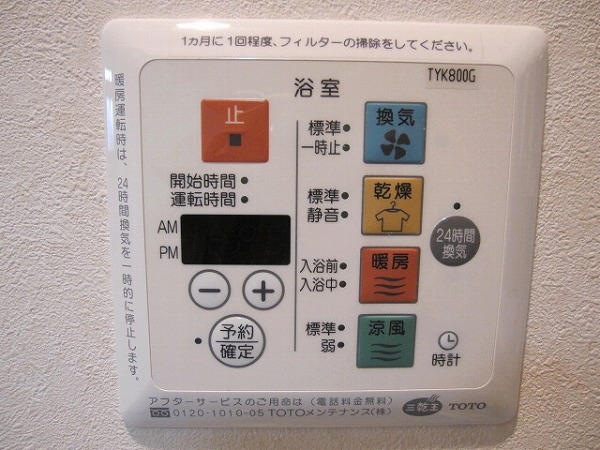 1ヵ月に1回程度、フィルターの掃除をしてください。
TYK800G
浴室
暖房運転時は、24時間換気を一時的に停止します。
止
開始時間
運転時間
AM
PM
予約
確定
標準
一時止
換気
標準
静音
乾燥
入浴前
入浴中
暖房
標準
弱
涼風
24時間
換気
時計
アフターサービスのご用命は(電話料金無料)
0120-1010-05 TOTOメンテナンス(株)
三乾王
TOTO